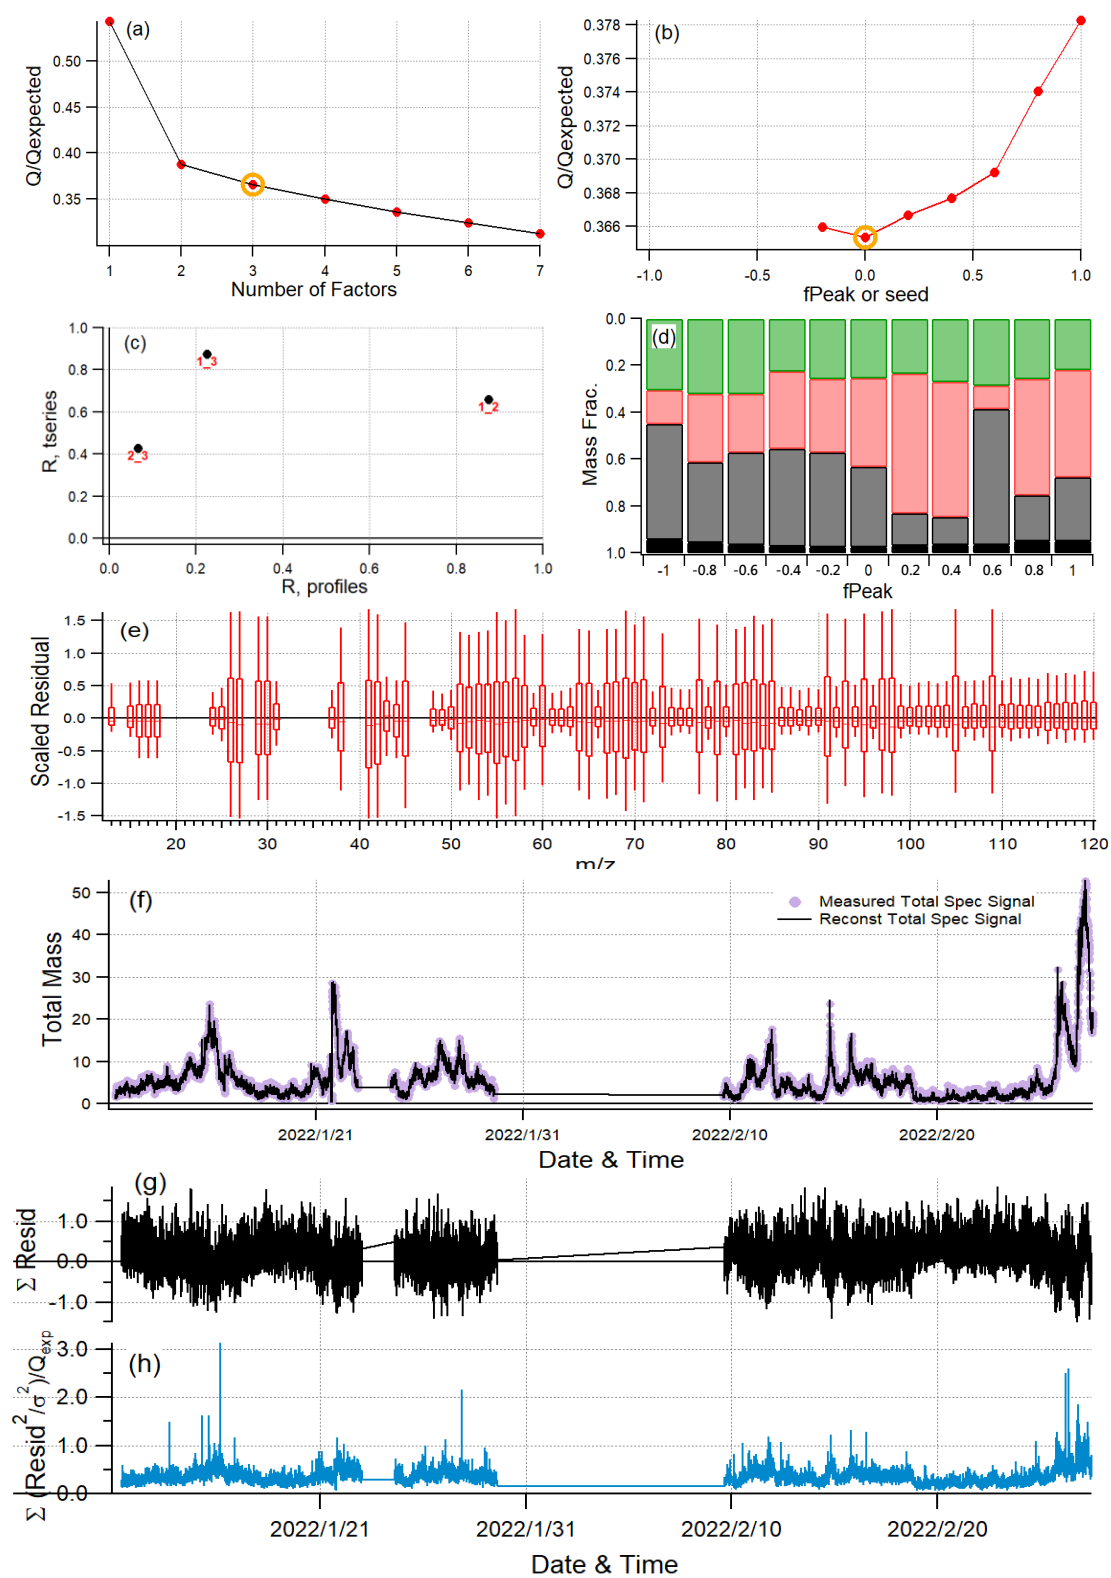 (a)
Q/Qexpected
0.50
0.45
0.40
0.35
1 2 3 4 5 6 7
Number of Factors
(b)
Q/Qexpected
0.378
0.376
0.374
0.372
0.370
0.368
0.366
-1.0 -0.5 0.0 0.5 1.0
fPeak or seed
(c)
R, tseries
1.0
0.8
0.6
0.4
0.2
0.0
1_3
1_2
2_3
0.0 0.2 0.4 0.6 0.8 1.0
R, profiles
(d)
Mass Frac.
0.0
0.2
0.4
0.6
0.8
1.0
-1 -0.8 -0.6 -0.4 -0.2 0 0.2 0.4 0.6 0.8 1
fPeak
(e)
Scaled Residual
1.5
1.0
0.5
0.0
-0.5
-1.0
-1.5
20 30 40 50 60 70 80 90 100 110 120
m/z
(f)
Total Mass
50
40
30
20
10
0
Measured Total Spec Signal
Reconst Total Spec Signal
2022/1/21 2022/1/31 2022/2/10 2022/2/20
Date & Time
(g)
Σ Resid
1.0
0.0
-1.0
(h)
Σ (Resid²/σ²)/Qexp
3.0
2.0
1.0
0.0
2022/1/21 2022/1/31 2022/2/10 2022/2/20
Date & Time